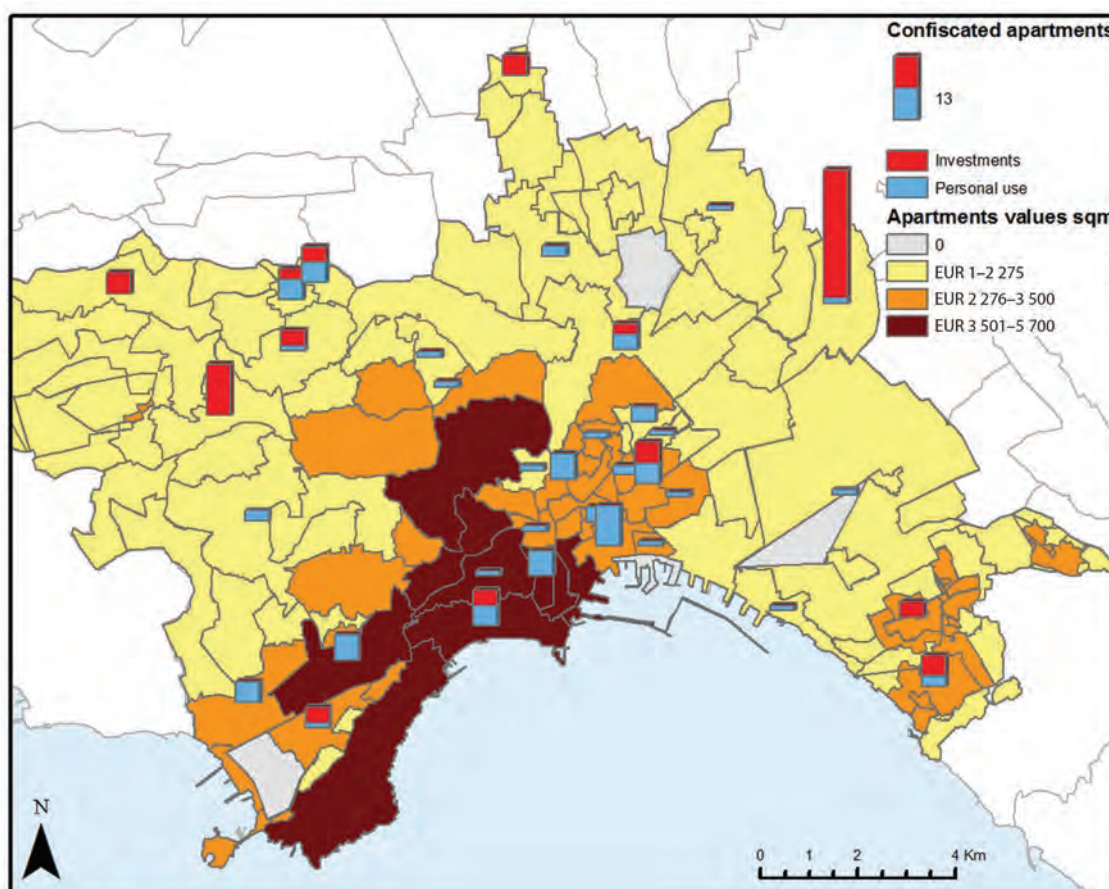 Confiscated apartments
13
Investments
Personal use
Apartments values sqm
0
EUR 1–2 275
EUR 2 276–3 500
EUR 3 501–5 700
N
0 1 2 4 Km